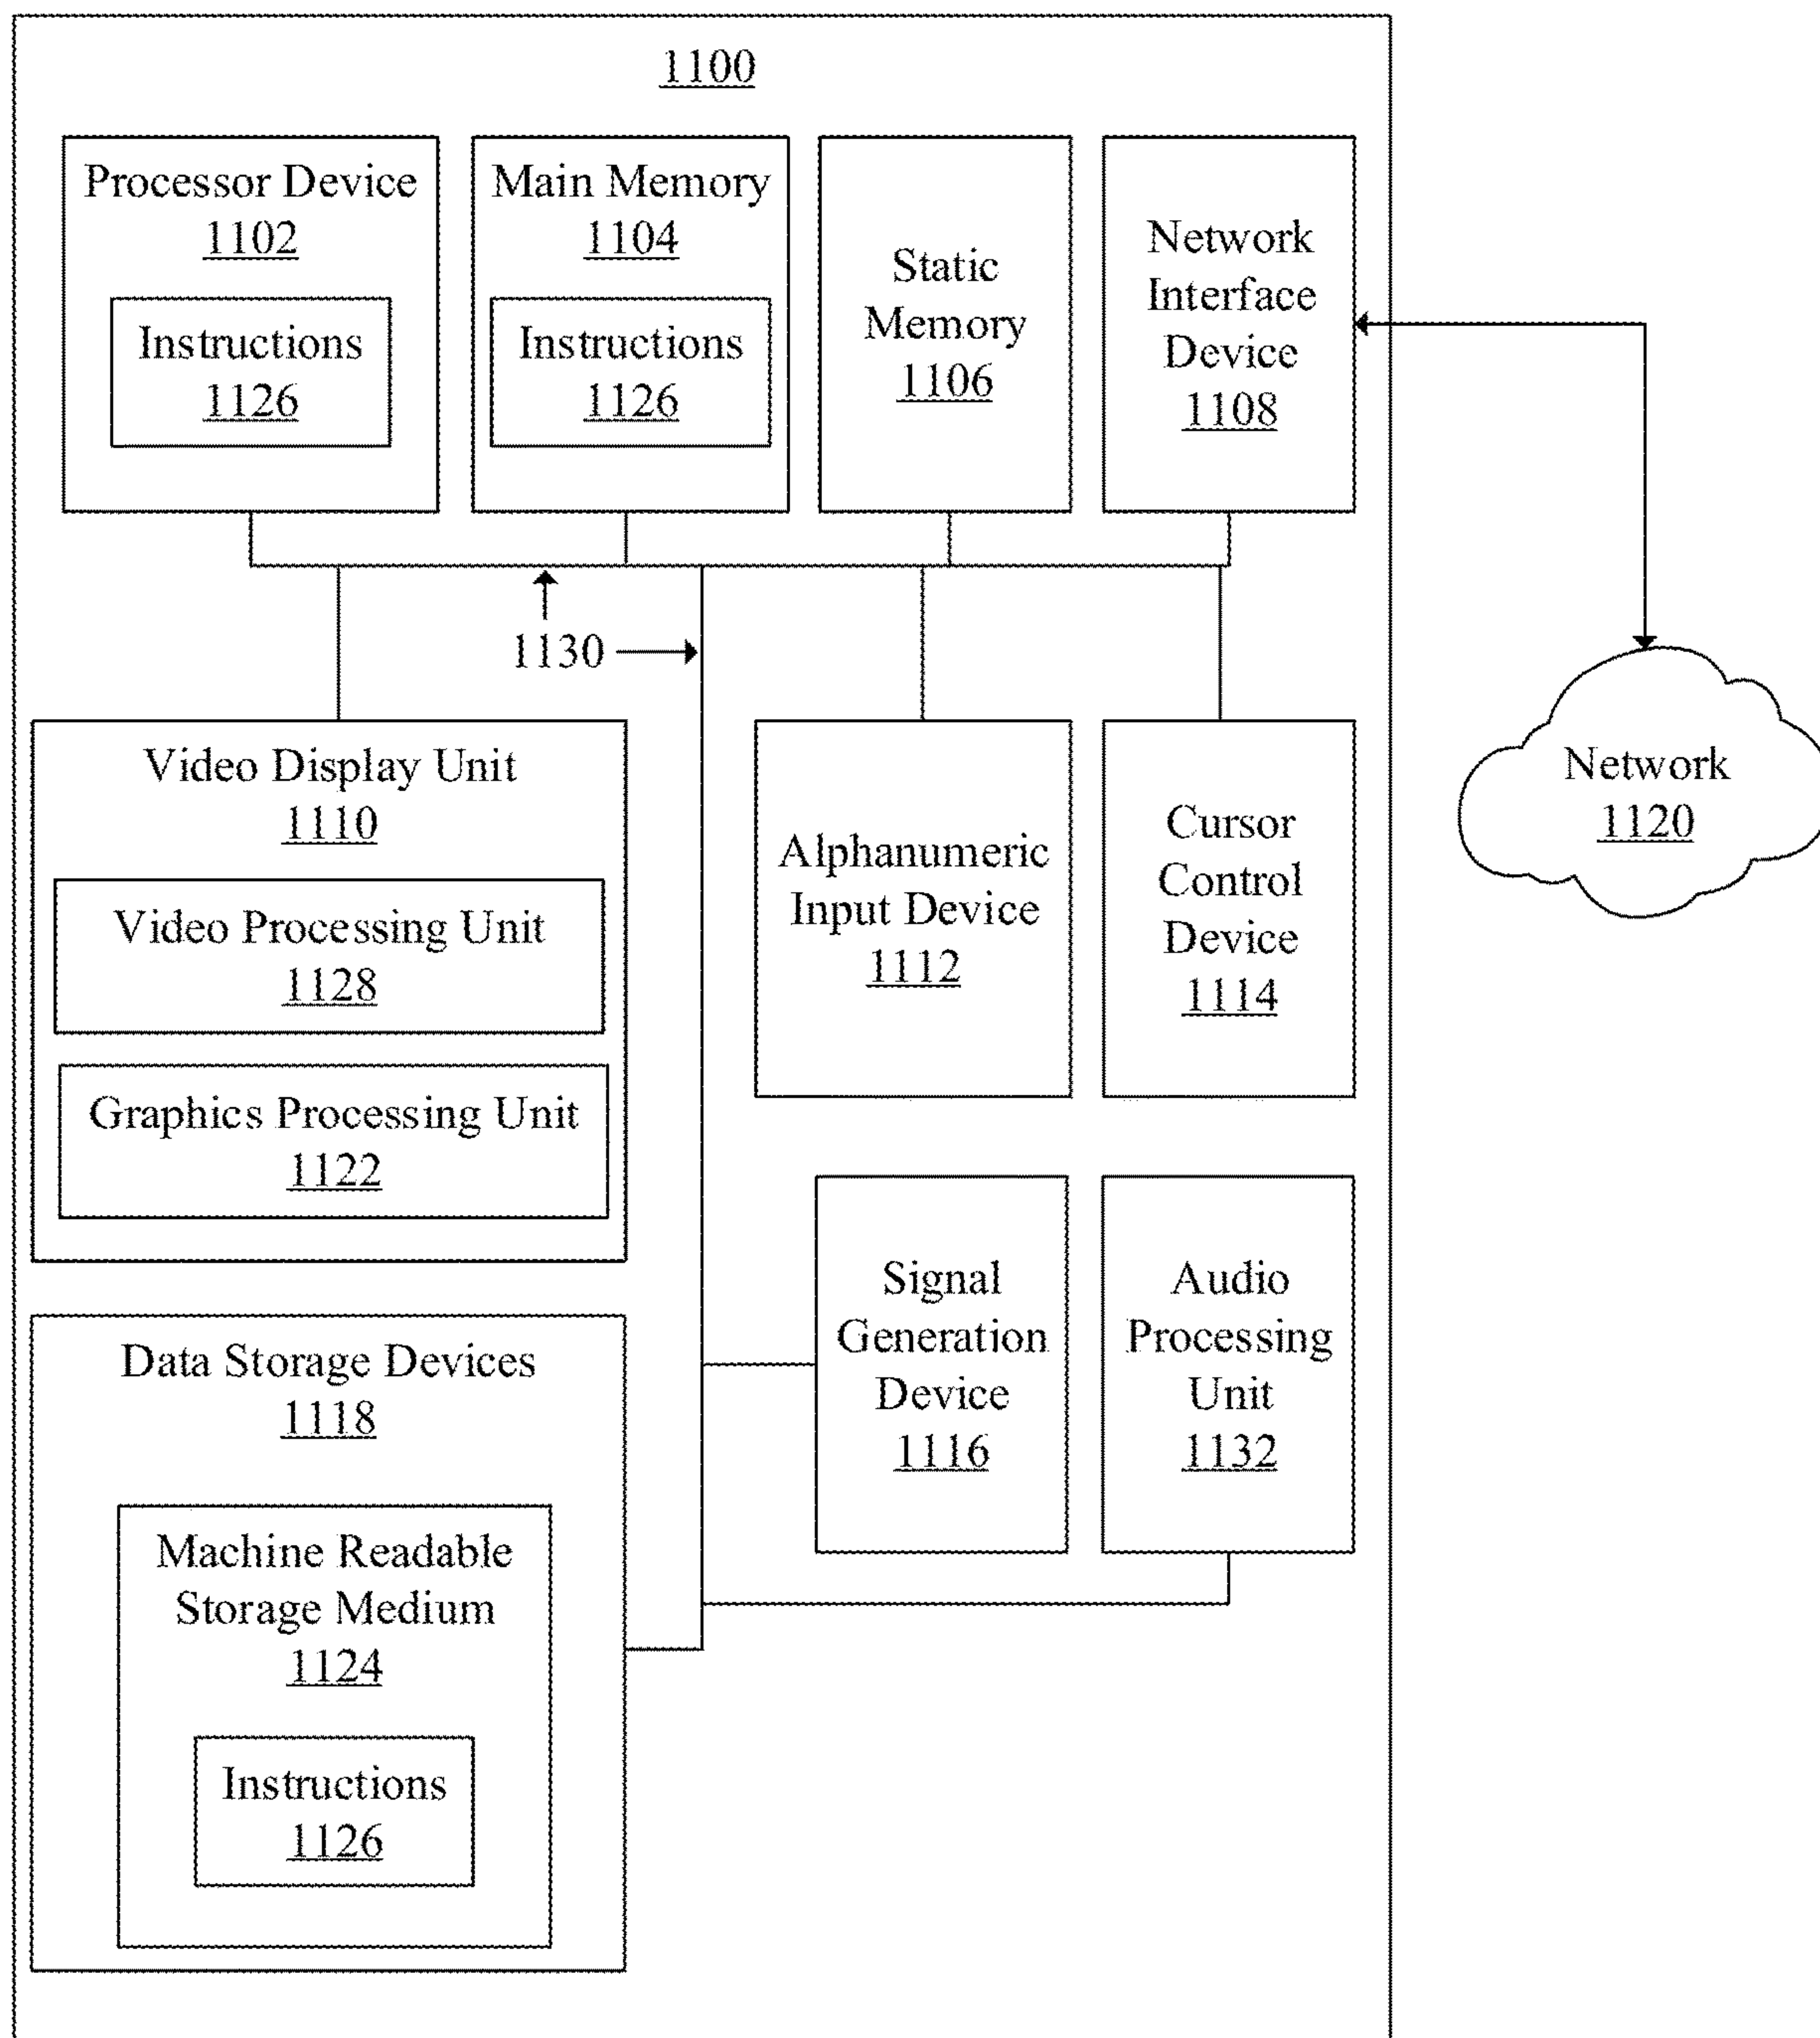 1100
Processor Device
1102
Instructions
1126
Main Memory
1104
Instructions
1126
Static
Memory
1106
Network
Interface
Device
1108
1130
Video Display Unit
1110
Video Processing Unit
1128
Graphics Processing Unit
1122
Alphanumeric
Input Device
1112
Cursor
Control
Device
1114
Network
1120
Signal
Generation
Device
1116
Audio
Processing
Unit
1132
Data Storage Devices
1118
Machine Readable
Storage Medium
1124
Instructions
1126